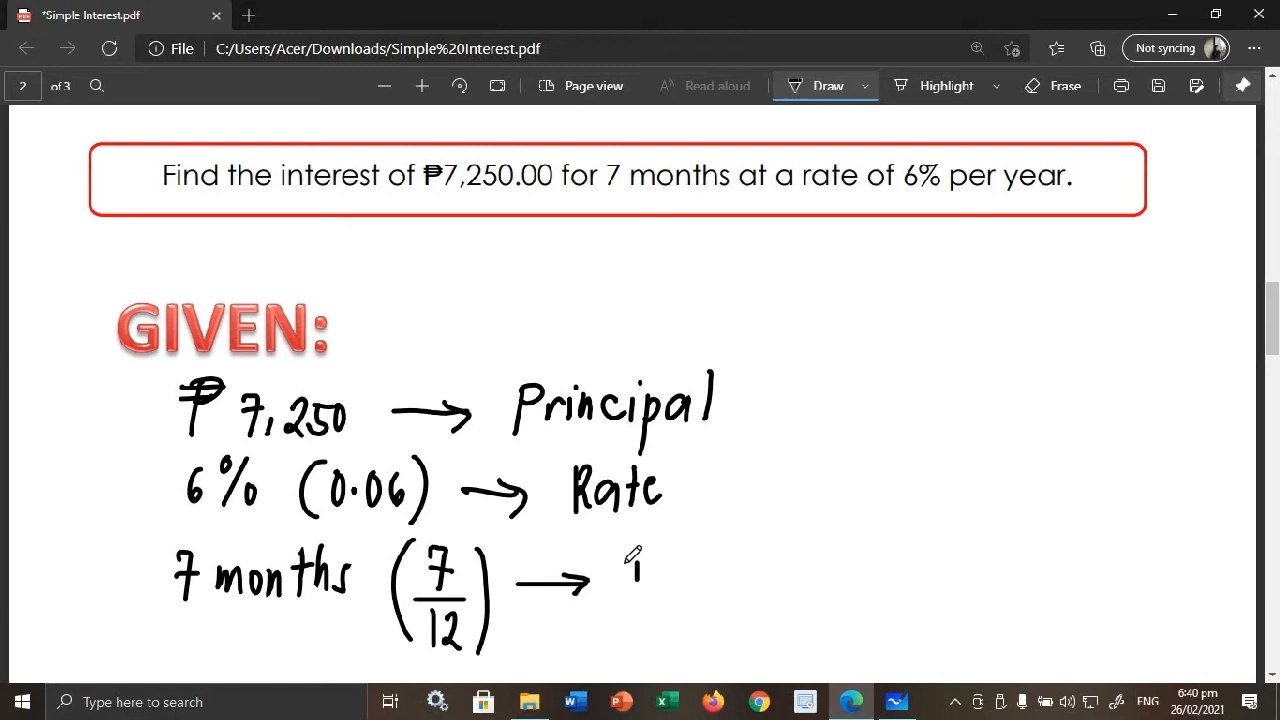 *Simple Interest.pdf
File C:/Users/Acer/Downloads/Simple%20Interest.pdf Not syncing
2 of 3 Page view Read aloud Draw Highlight Erase
Find the interest of ₱7,250.00 for 7 months at a rate of 6% per year.
GIVEN:
₱ 7,250 → Principal
6% (0.06) → Rate
7 months (7/12) →
Type here to search
ENG
6:40 pm
26/02/2021